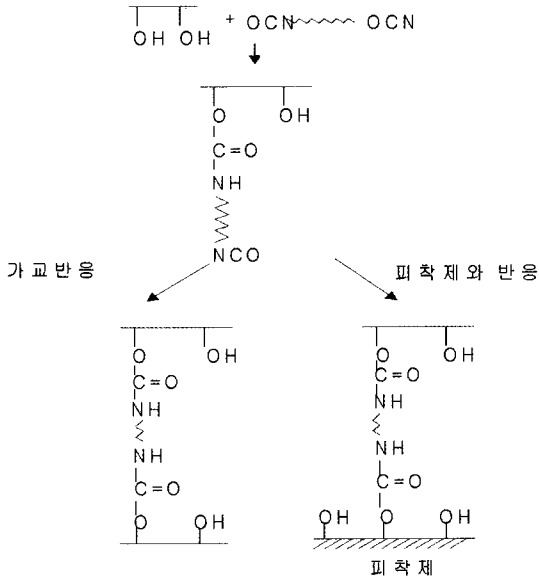 OH OH + OCN OCN
O OH
C=O
NH
NCO
가교반응 피착제와 반응
O OH O OH
C=O C=O
NH NH
NH NH
C=O C=O
O OH OH O OH
피착제